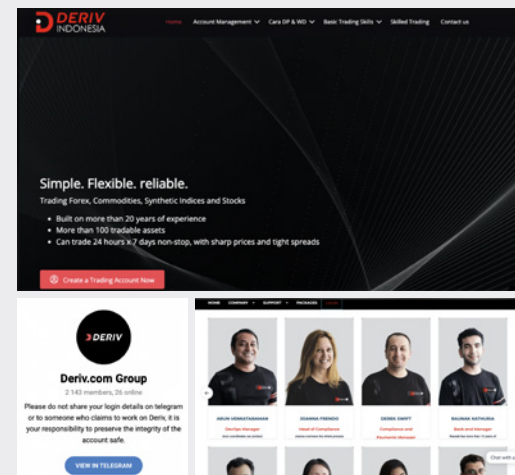 DERIV
INDONESIA
Home Account Management Cara DP & WD Basic Trading Skills Skilled Trading Contact us
Simple. Flexible. reliable.
Trading Forex, Commodities, Synthetic Indices and Stocks
Built on more than 20 years of experience
More than 100 tradable assets
Can trade 24 hours x 7 days non-stop, with sharp prices and tight spreads
Create a Trading Account Now
DERIV
Deriv.com Group
2 143 members, 26 online
Please do not share your login details on telegram
or to someone who claims to work on Deriv, it is
your responsibility to preserve the integrity of the
account safe.
VIEW IN TELEGRAM
HOME COMPANY SUPPORT PACKAGES LOGIN
ARUN VENKATARAMAN JOANNA FRENDO DEREK SWIFT RAUNAK KATHURIA
DevOps Manager Head of Compliance Compliance and Back-end Manager
Payments Manager
Chat with u